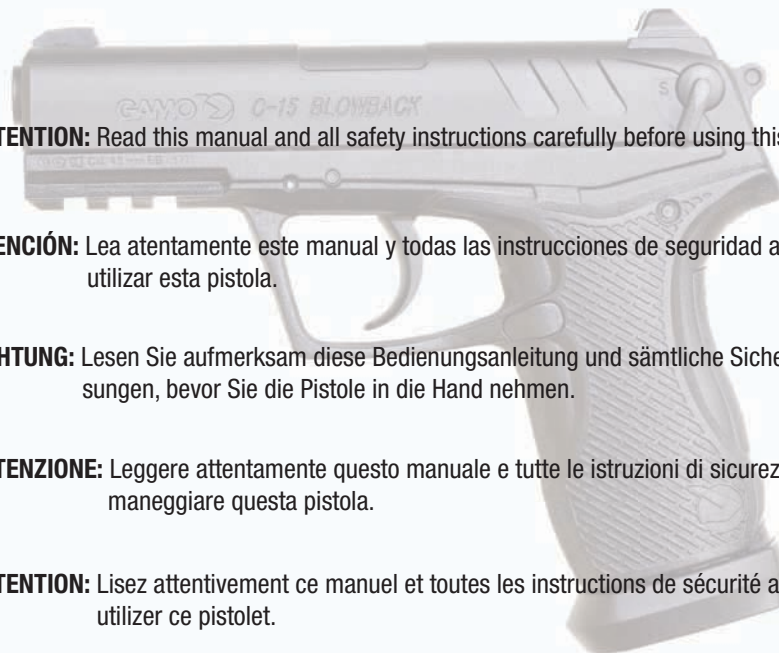 GAMO C-15 BLOWBACK
S
TENTION: Read this manual and all safety instructions carefully before using this
ENCIÓN: Lea atentamente este manual y todas las instrucciones de seguridad a
utilizar esta pistola.
HTUNG: Lesen Sie aufmerksam diese Bedienungsanleitung und sämtliche Siche
sungen, bevor Sie die Pistole in die Hand nehmen.
TENZIONE: Leggere attentamente questo manuale e tutte le istruzioni di sicurez
maneggiare questa pistola.
TENTION: Lisez attentivement ce manuel et toutes les instructions de sécurité a
utilizer ce pistolet.